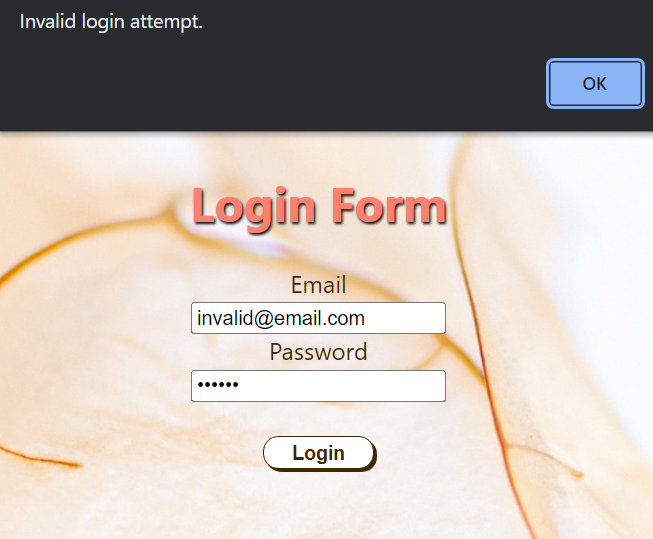 Invalid login attempt.
OK
Login Form
Email
invalid@email.com
Password
••••••
Login